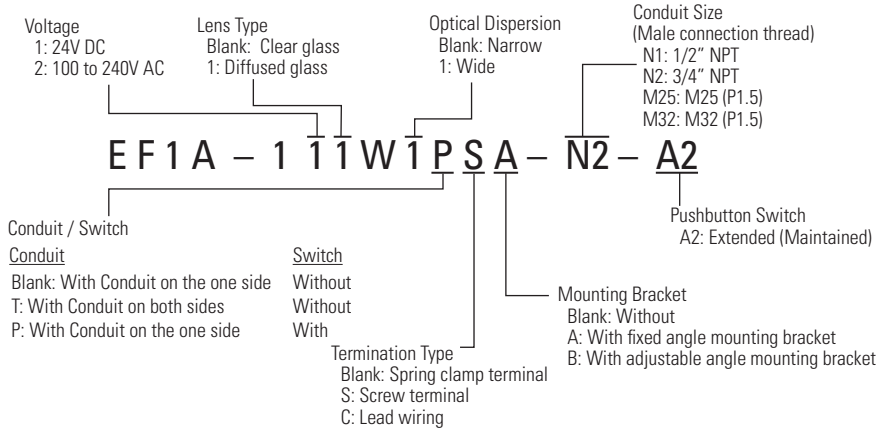 Voltage
1: 24V DC
2: 100 to 240V AC
Lens Type
Blank: Clear glass
1: Diffused glass
Optical Dispersion
Blank: Narrow
1: Wide
Conduit Size
(Male connection thread)
N1: 1/2” NPT
N2: 3/4” NPT
M25: M25 (P1.5)
M32: M32 (P1.5)
EF1A – 111W1PSA – N2 – A2
Conduit / Switch
Conduit Switch
Blank: With Conduit on the one side Without
T: With Conduit on both sides Without
P: With Conduit on the one side With
Termination Type
Blank: Spring clamp terminal
S: Screw terminal
C: Lead wiring
Mounting Bracket
Blank: Without
A: With fixed angle mounting bracket
B: With adjustable angle mounting bracket
Pushbutton Switch
A2: Extended (Maintained)